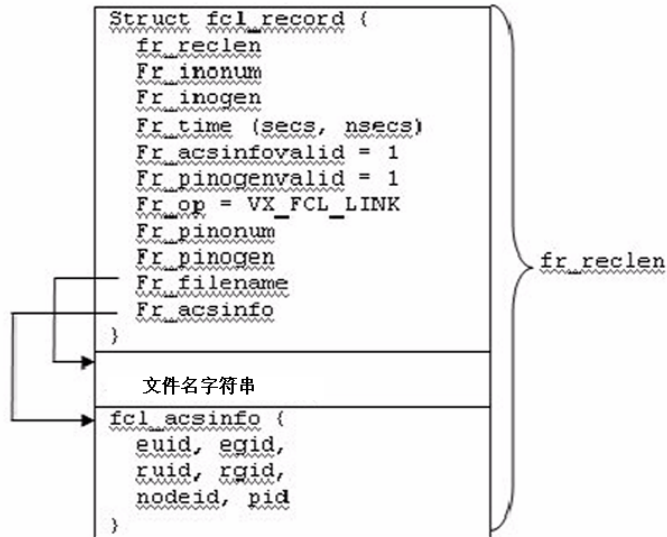 Struct fcl_record {
fr_reclen
Fr_inonum
Fr_inogen
Fr_time (secs, nsecs)
Fr_acsinfovalid = 1
Fr_pinogenvalid = 1
Fr_op = VX_FCL_LINK
Fr_pinonum
Fr_pinogen
Fr_filename
Fr_acsinfo
}
fr_reclen
文件名字符串
fcl_acsinfo {
euid, egid,
ruid, rgid,
nodeid, pid
}